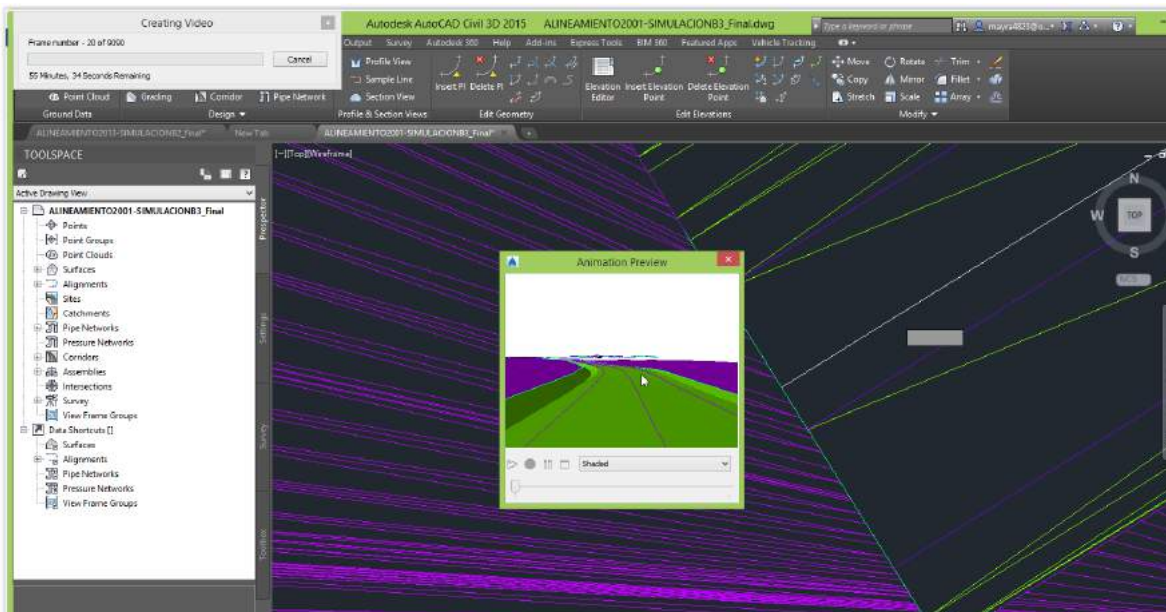 Creating Video
Autodesk AutoCAD Civil 3D 2015 ALINEAMIENTO2001-SIMULACIONB3_Final.dwg
Type a keyword or phrase
Frame number - 20 of 9090
Cancel
55 Minutes, 34 Seconds Remaining
Output Survey Autodesk 360 Help Add-ins Express Tools BIM 360 Featured Apps Vehicle Tracking
Profile View
Sample Line
Section View
Insert PI Delete PI
Elevation Editor
Insert Elevation Point
Delete Elevation Point
Move Rotate Trim
Copy Mirror Fillet
Stretch Scale Array
Point Cloud Grading Corridor Pipe Network
Ground Data Design Profile & Section Views Edit Geometry Edit Elevations Modify
New Tab ALINEAMIENTO2001-SIMULACIONB3_Final*
TOOLSPACE
[-][Top][Wireframe]
Active Drawing View
ALINEAMIENTO2001-SIMULACIONB3_Final
Points
Point Groups
Point Clouds
Surfaces
Alignments
Sites
Catchments
Pipe Networks
Pressure Networks
Corridors
Assemblies
Intersections
Survey
View Frame Groups
Data Shortcuts []
Surfaces
Alignments
Pipe Networks
Pressure Networks
View Frame Groups
Prospector
Settings
Survey
Toolbox
Animation Preview
Shaded
N
W TOP
S
WCS